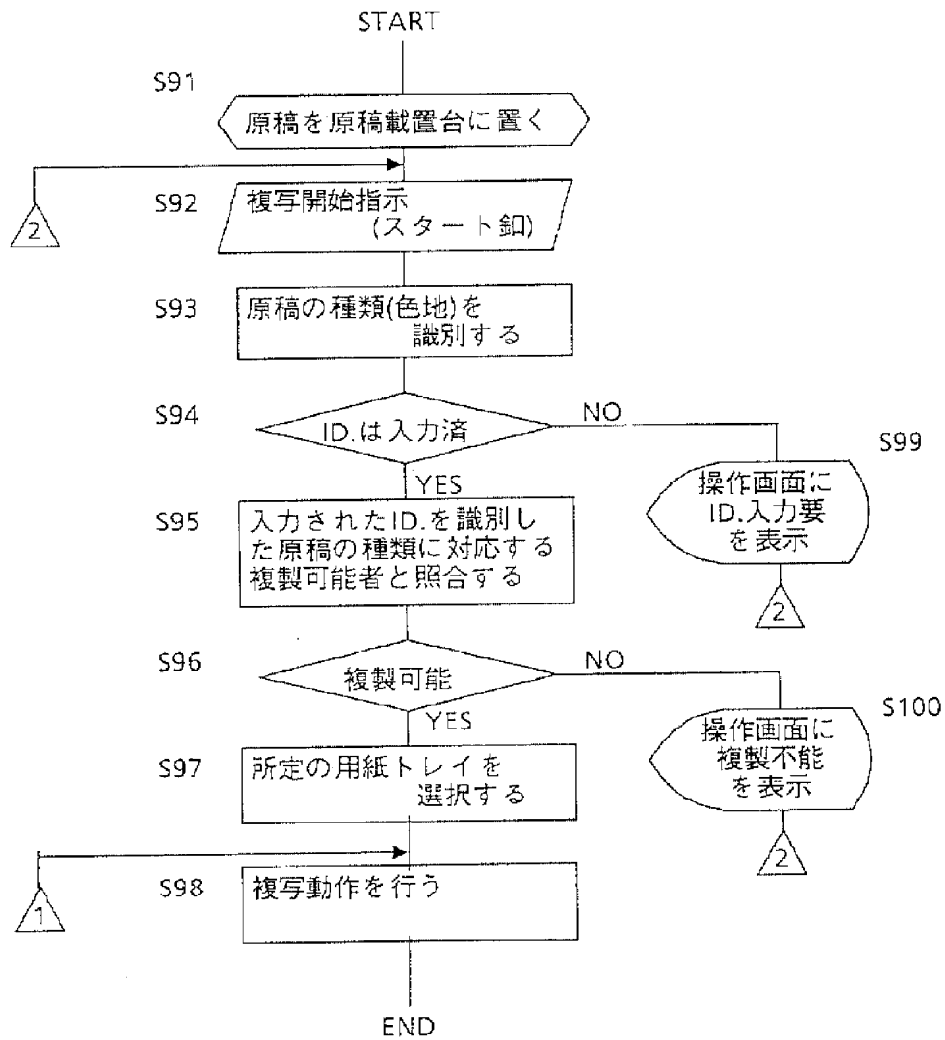 START
S91
原稿を原稿載置台に置く
2
S92
複写開始指示
(スタート釦)
S93
原稿の種類(色地)を
識別する
S94
ID.は入力済
NO
YES
S99
操作画面に
ID.入力要
を表示
2
S95
入力されたID.を識別し
た原稿の種類に対応する
複製可能者と照合する
S96
複製可能
NO
YES
S100
操作画面に
複製不能
を表示
2
S97
所定の用紙トレイを
選択する
1
S98
複写動作を行う
END